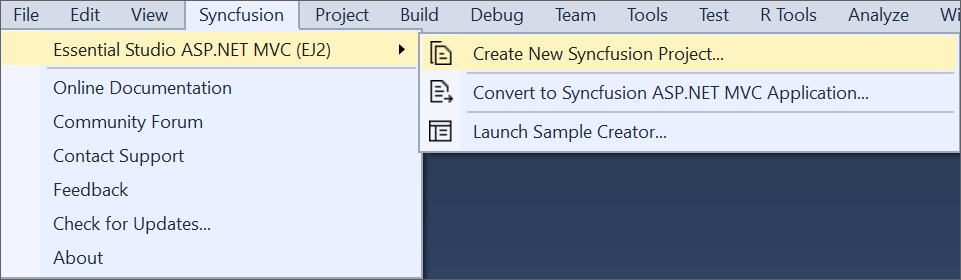 File Edit View Syncfusion Project Build Debug Team Tools Test R Tools Analyze
Essential Studio ASP.NET MVC (EJ2)
Create New Syncfusion Project...
Convert to Syncfusion ASP.NET MVC Application...
Launch Sample Creator...
Online Documentation
Community Forum
Contact Support
Feedback
Check for Updates...
About